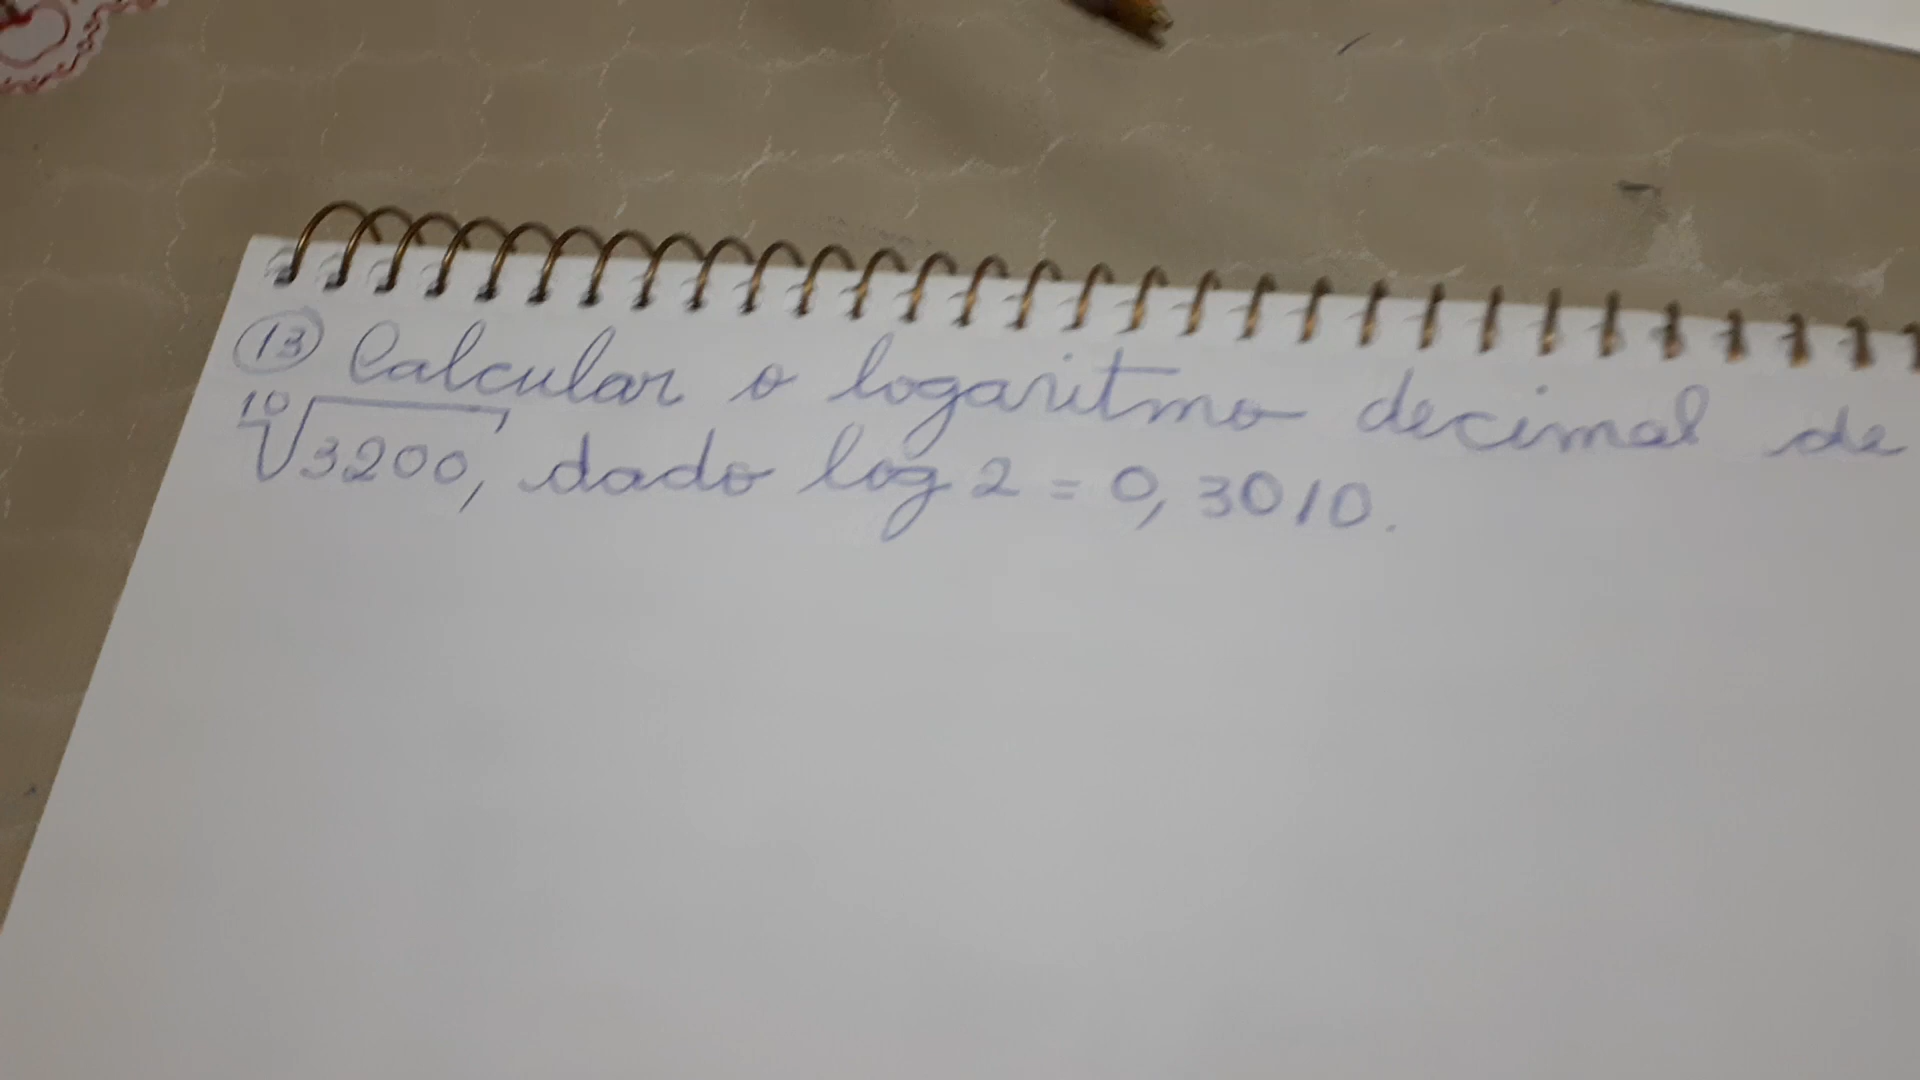 13 Calcular o logaritmo decimal de
¹⁰√3200, dado log 2 = 0,3010.